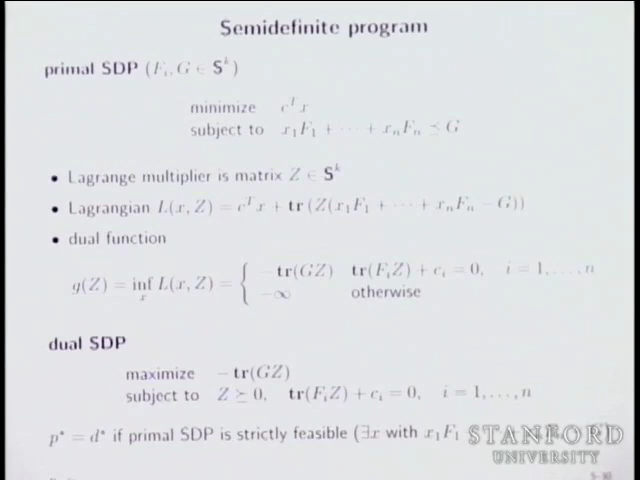 Semidefinite program
primal SDP (Fᵢ, G ∈ Sᵏ)
minimize cᵀx
subject to x₁F₁ + ··· + xₙFₙ ⪯ G
• Lagrange multiplier is matrix Z ∈ Sᵏ
• Lagrangian L(x, Z) = cᵀx + tr (Z(x₁F₁ + ··· + xₙFₙ − G))
• dual function
g(Z) = inf L(x, Z) = { −tr(GZ) tr(FᵢZ) + cᵢ = 0, i = 1, . . . , n
x −∞ otherwise
dual SDP
maximize −tr(GZ)
subject to Z ⪰ 0, tr(FᵢZ) + cᵢ = 0, i = 1, . . . , n
p* = d* if primal SDP is strictly feasible (∃x with x₁F₁
STANFORD
UNIVERSITY